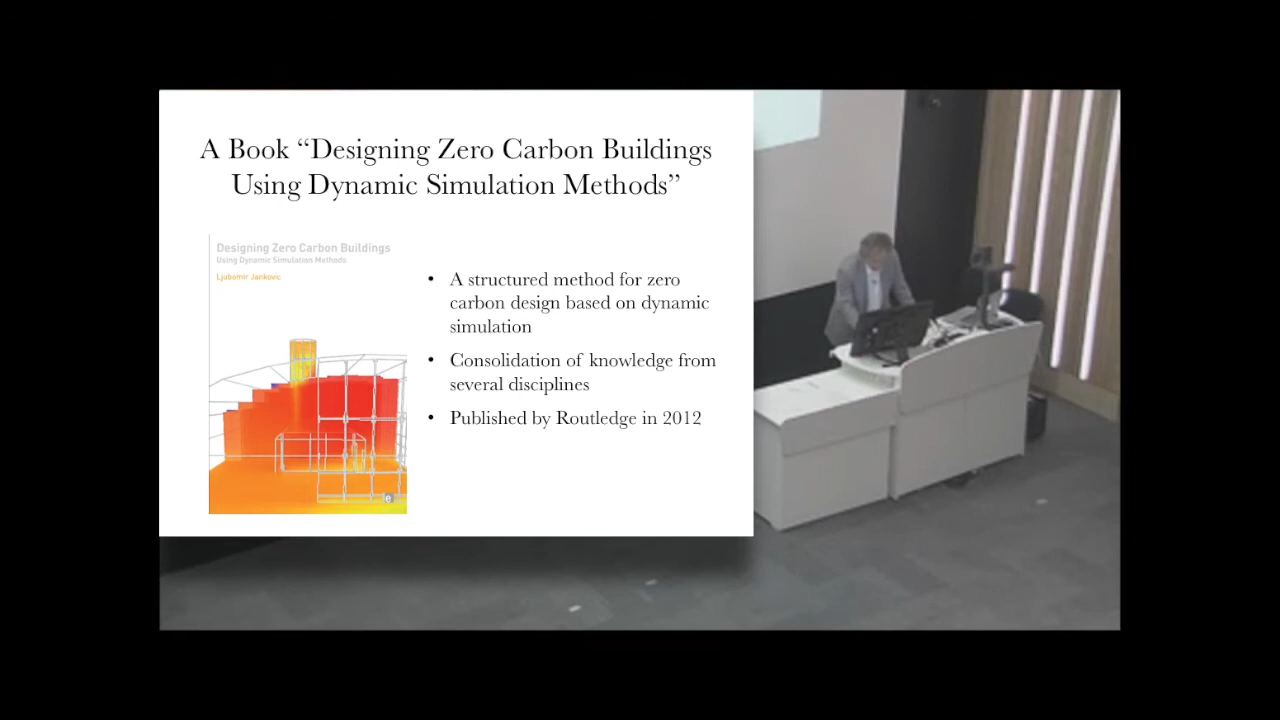 A Book “Designing Zero Carbon Buildings
Using Dynamic Simulation Methods”
Designing Zero Carbon Buildings
Using Dynamic Simulation Methods
Ljubomir Jankovic
• A structured method for zero
carbon design based on dynamic
simulation
• Consolidation of knowledge from
several disciplines
• Published by Routledge in 2012
e